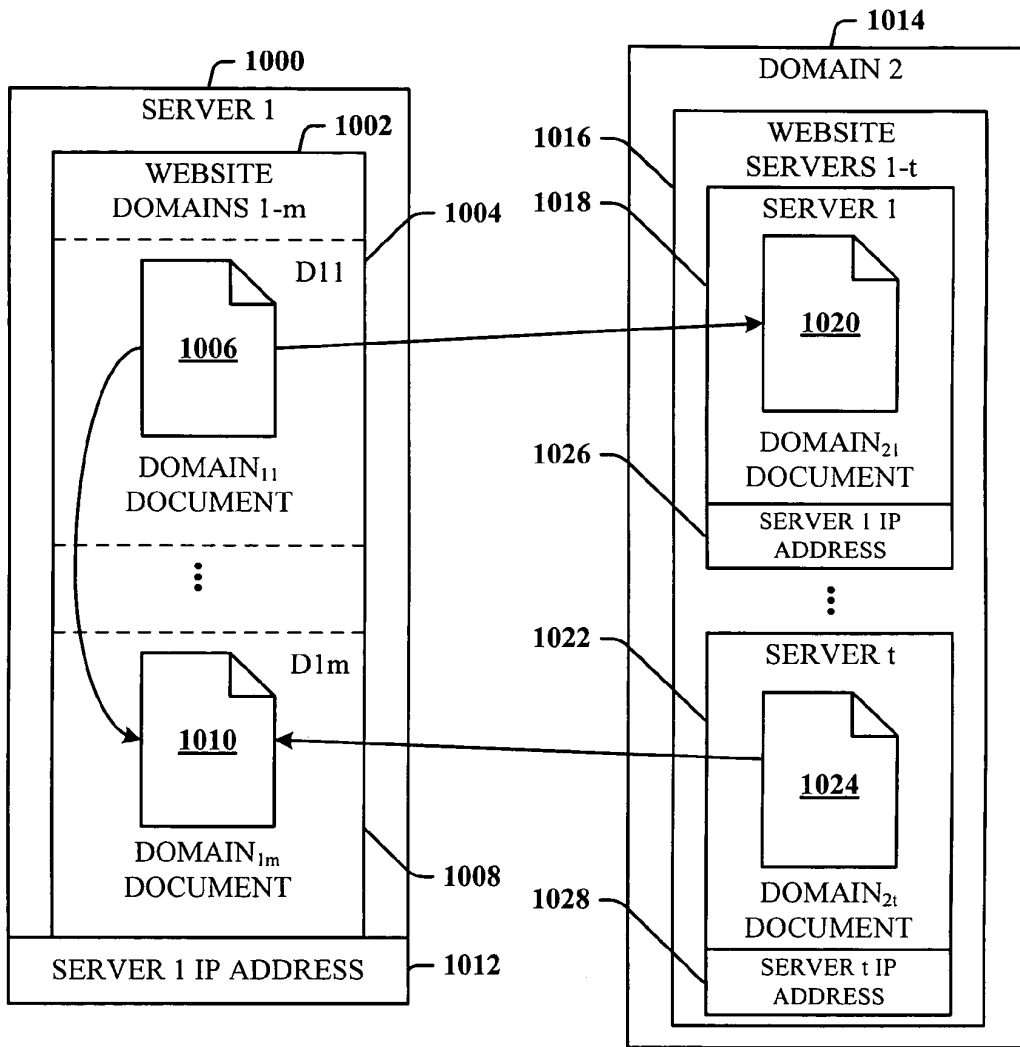 1000
SERVER 1
1002
WEBSITE
DOMAINS 1-m
1004
D11
1006
DOMAIN11
DOCUMENT
D1m
1010
DOMAIN1m
DOCUMENT
1008
SERVER 1 IP ADDRESS
1012
1014
DOMAIN 2
1016
WEBSITE
SERVERS 1-t
1018
SERVER 1
1020
DOMAIN21
DOCUMENT
1026
SERVER 1 IP
ADDRESS
1022
SERVER t
1024
DOMAIN2t
DOCUMENT
1028
SERVER t IP
ADDRESS